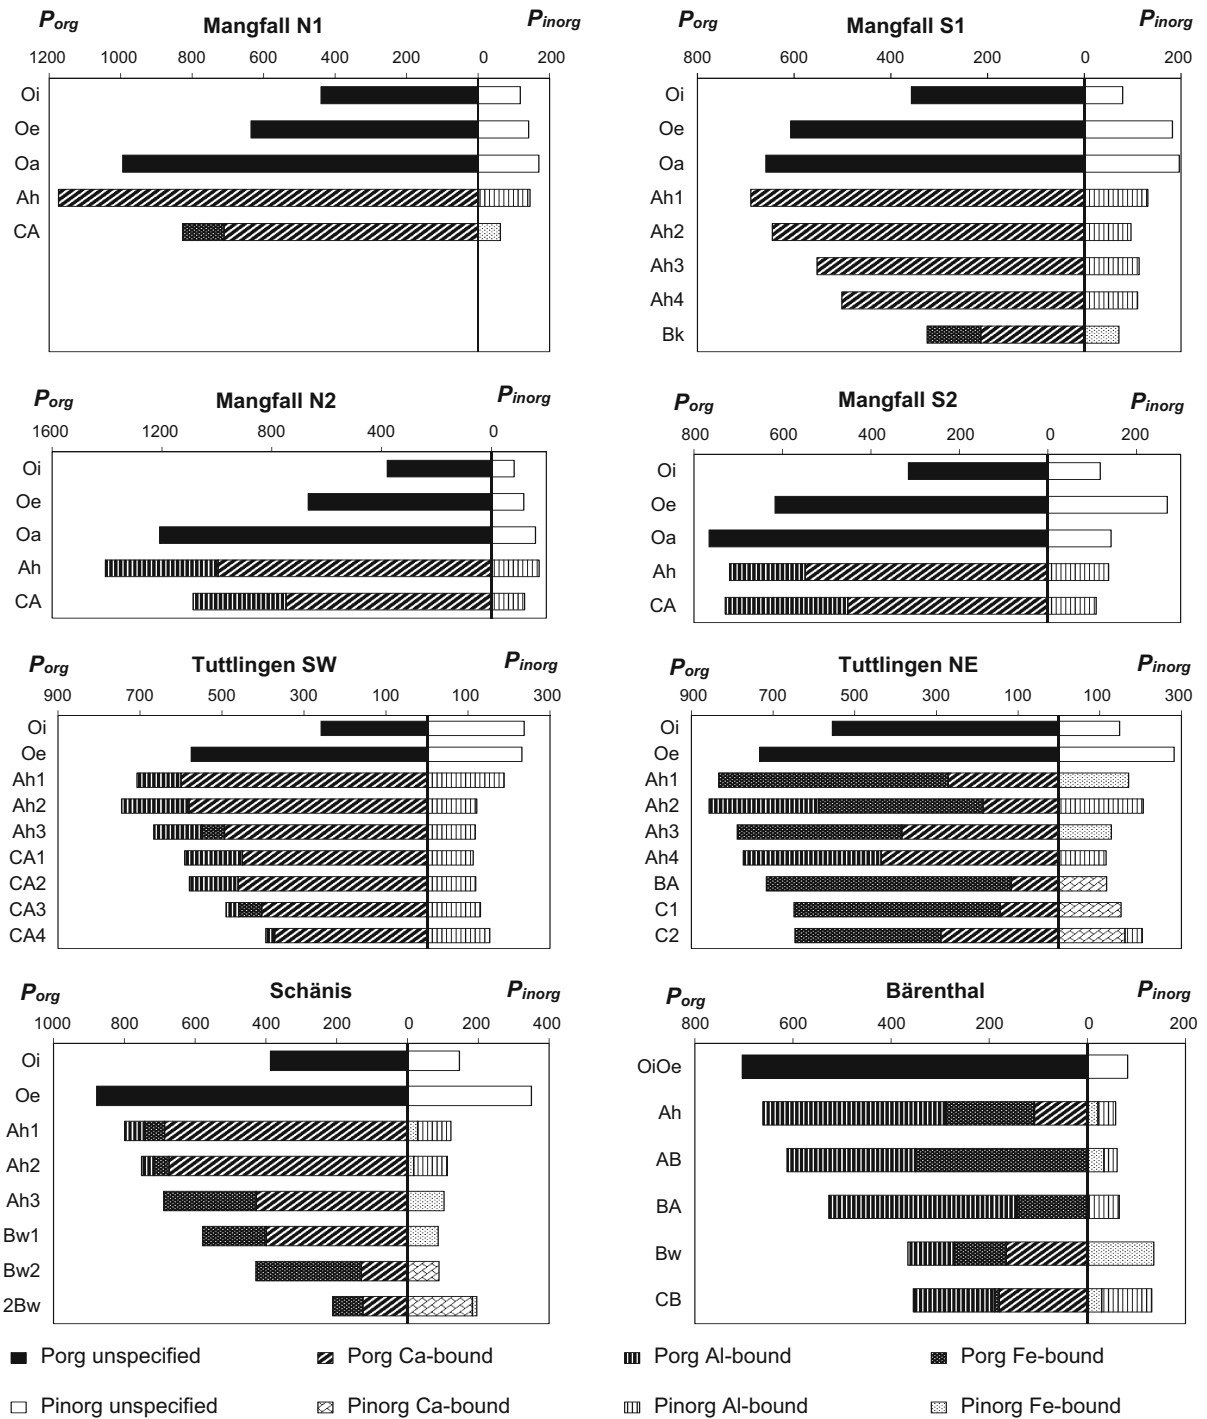 Porg Mangfall N1 Pinorg
1200 1000 800 600 400 200 0 200
Oi
Oe
Oa
Ah
CA
Porg Mangfall S1 Pinorg
800 600 400 200 0 200
Oi
Oe
Oa
Ah1
Ah2
Ah3
Ah4
Bk
Porg Mangfall N2 Pinorg
1600 1200 800 400 0
Oi
Oe
Oa
Ah
CA
Porg Mangfall S2 Pinorg
800 600 400 200 0 200
Oi
Oe
Oa
Ah
CA
Porg Tuttlingen SW Pinorg
900 700 500 300 100 100 300
Oi
Oe
Ah1
Ah2
Ah3
CA1
CA2
CA3
CA4
Porg Tuttlingen NE Pinorg
900 700 500 300 100 100 300
Oi
Oe
Ah1
Ah2
Ah3
Ah4
BA
C1
C2
Porg Schänis Pinorg
1000 800 600 400 200 0 200 400
Oi
Oe
Ah1
Ah2
Ah3
Bw1
Bw2
2Bw
Porg Bärenthal Pinorg
800 600 400 200 0 200
OiOe
Ah
AB
BA
Bw
CB
Porg unspecified Porg Ca-bound Porg Al-bound Porg Fe-bound
Pinorg unspecified Pinorg Ca-bound Pinorg Al-bound Pinorg Fe-bound